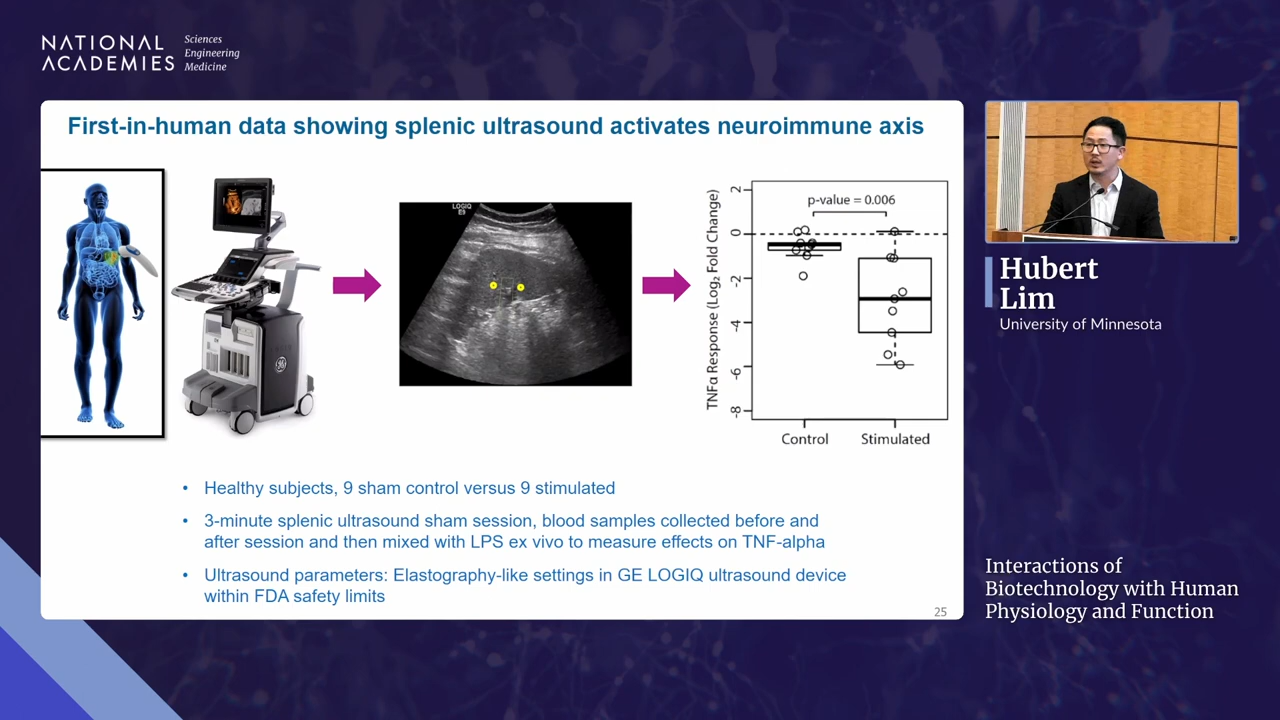 NATIONAL
ACADEMIES
Sciences
Engineering
Medicine
First-in-human data showing splenic ultrasound activates neuroimmune axis
LOGIQ
E9
GE
TNFα Response (Log₂ Fold Change)
2
0
-2
-4
-6
-8
p-value = 0.006
Control
Stimulated
• Healthy subjects, 9 sham control versus 9 stimulated
• 3-minute splenic ultrasound sham session, blood samples collected before and
after session and then mixed with LPS ex vivo to measure effects on TNF-alpha
• Ultrasound parameters: Elastography-like settings in GE LOGIQ ultrasound device
within FDA safety limits
25
Hubert
Lim
University of Minnesota
Interactions of
Biotechnology with Human
Physiology and Function